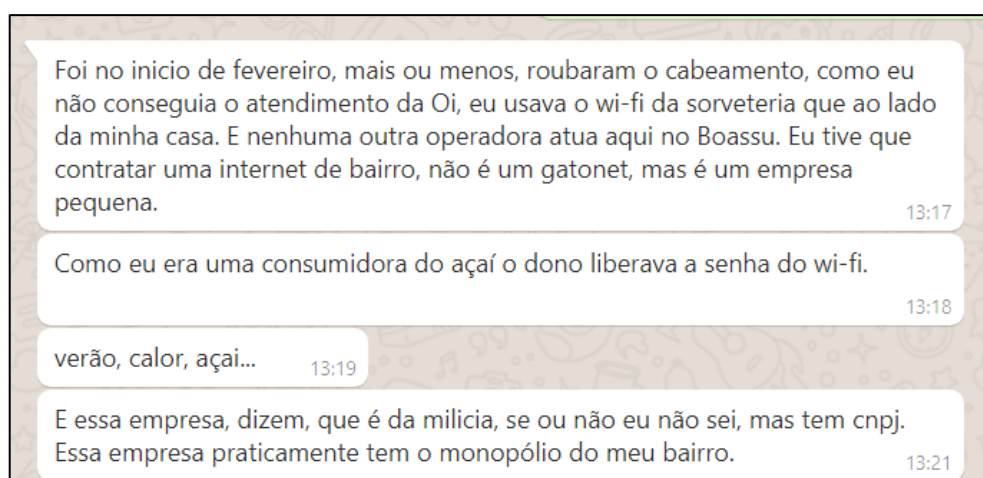 Foi no inicio de fevereiro, mais ou menos, roubaram o cabeamento, como eu
não conseguia o atendimento da Oi, eu usava o wi-fi da sorveteria que ao lado
da minha casa. E nenhuma outra operadora atua aqui no Boassu. Eu tive que
contratar uma internet de bairro, não é um gatonet, mas é um empresa
pequena.
13:17
Como eu era uma consumidora do açaí o dono liberava a senha do wi-fi.
13:18
verão, calor, açai... 13:19
E essa empresa, dizem, que é da milicia, se ou não eu não sei, mas tem cnpj.
Essa empresa praticamente tem o monopólio do meu bairro.
13:21